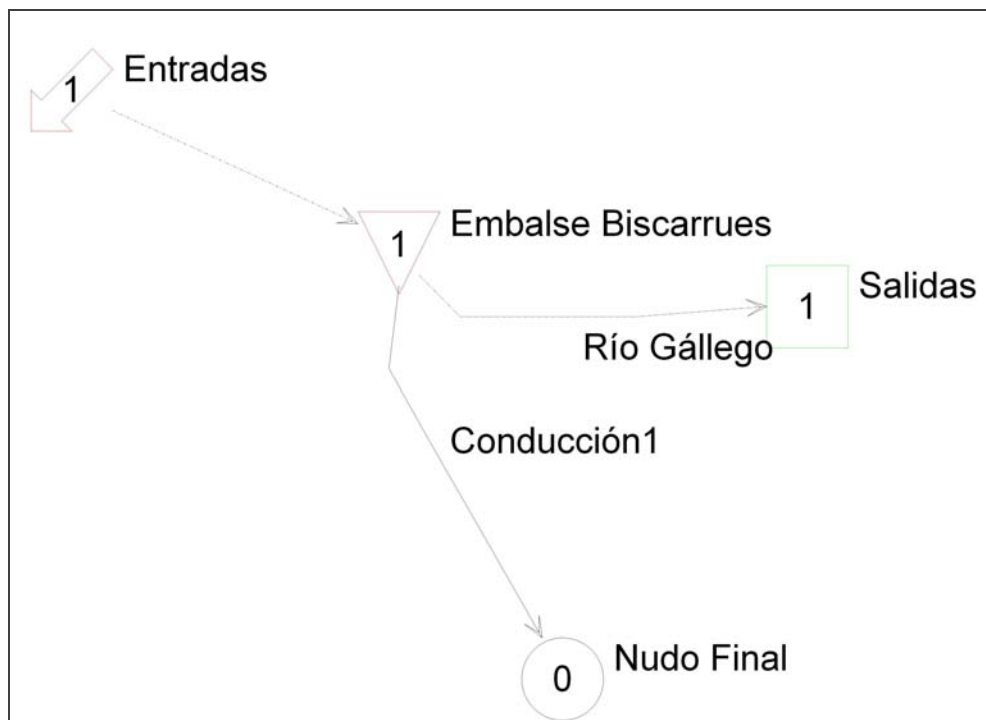 1 Entradas
1 Embalse Biscarrues
1 Salidas
Río Gállego
Conducción1
0 Nudo Final